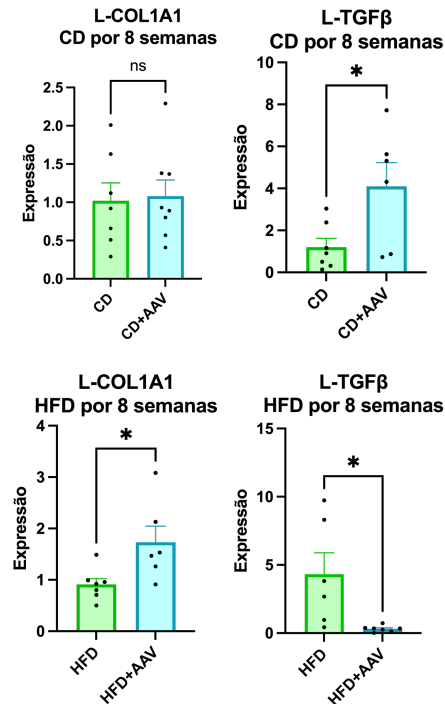 L-COL1A1
CD por 8 semanas
ns
Expressão
2.5
2.0
1.5
1.0
0.5
0.0
CD
CD+AAV
L-TGFβ
CD por 8 semanas
*
Expressão
10
8
6
4
2
0
CD
CD+AAV
L-COL1A1
HFD por 8 semanas
*
Expressão
4
3
2
1
0
HFD
HFD+AAV
L-TGFβ
HFD por 8 semanas
*
Expressão
15
10
5
0
HFD
HFD+AAV